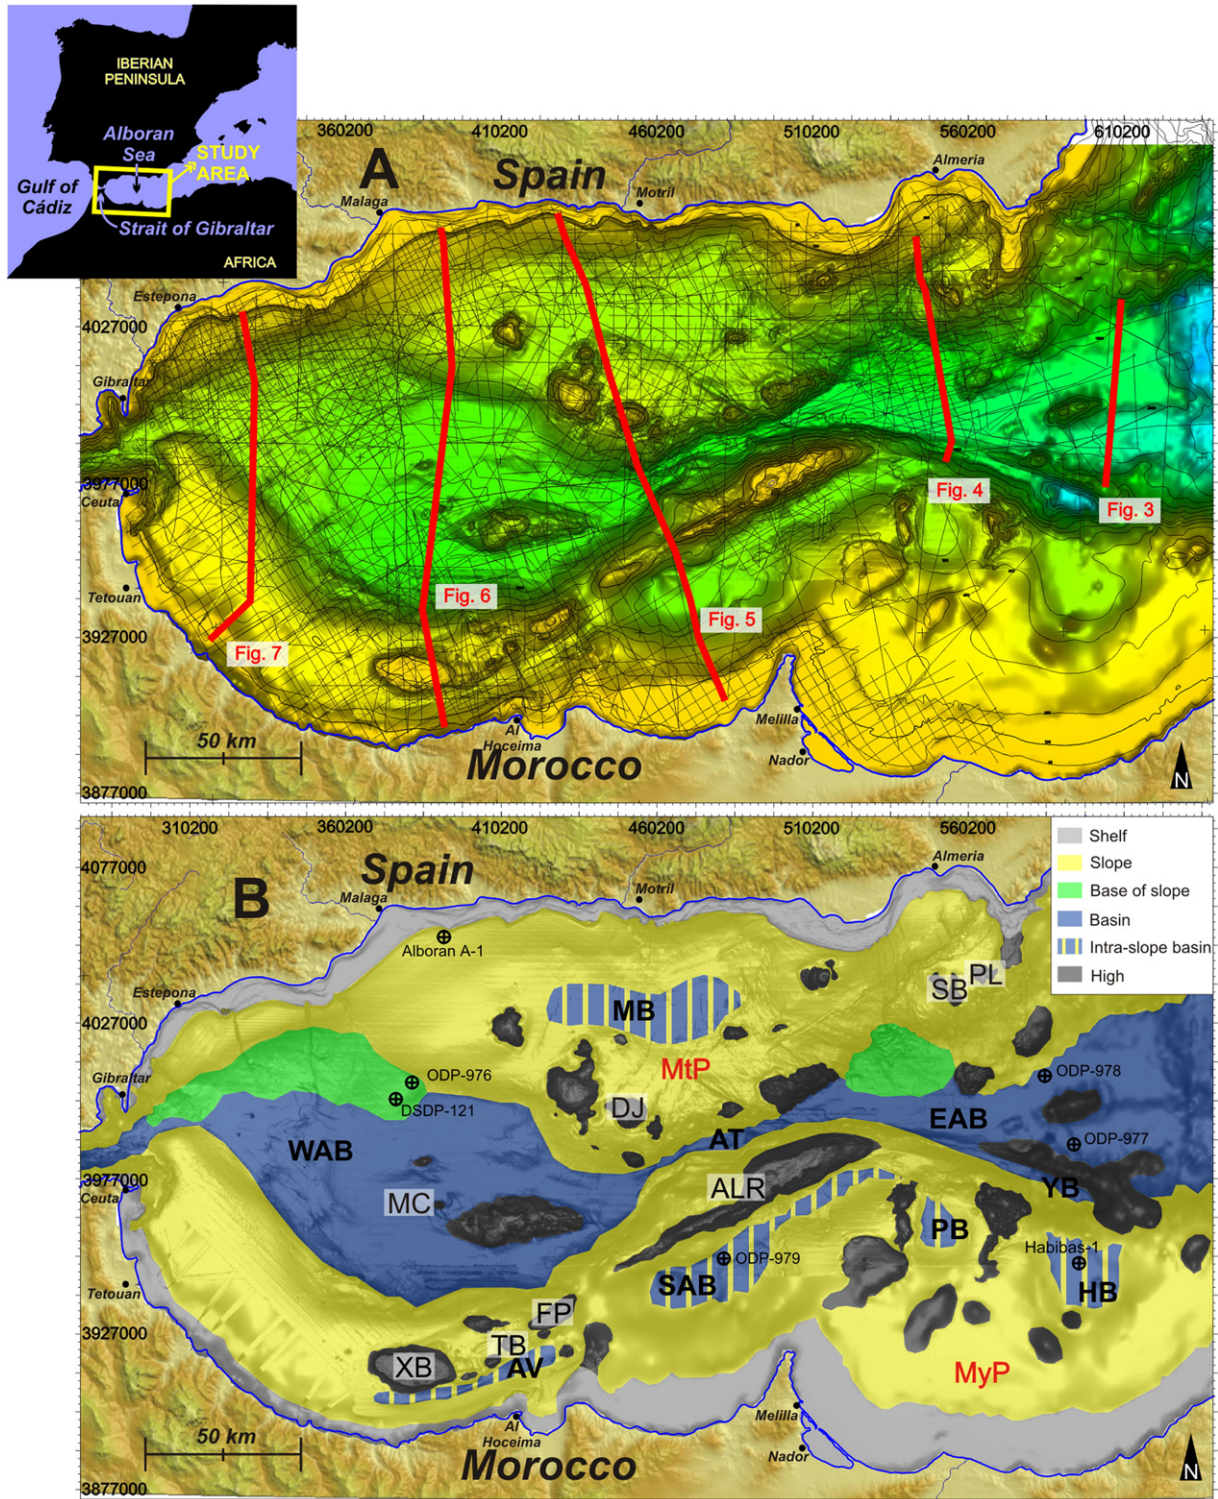 IBERIAN
PENINSULA
Alboran
Sea
STUDY
AREA
Gulf of
Cádiz
Strait of Gibraltar
AFRICA
360200 410200 460200 510200 560200 610200
A
Spain
Almeria
Motril
Malaga
Estepona
4027000
Gibraltar
3977000
Ceuta
Fig. 4
Fig. 3
Tetouan
Fig. 6
Fig. 5
3927000
Fig. 7
Melilla
50 km
Al
Hoceima
Morocco
Nador
N
3877000
310200 360200 410200 460200 510200 560200
Shelf
Slope
Base of slope
Basin
Intra-slope basin
High
4077000
B
Spain
Almeria
Motril
Malaga
Alboran A-1
Estepona
SB
PL
MB
4027000
MtP
Gibraltar
ODP-976
ODP-978
DSDP-121
DJ
EAB
WAB
AT
ODP-977
3977000
Ceuta
MC
ALR
YB
PB
Habibas-1
ODP-979
Tetouan
SAB
HB
FP
3927000
TB
XB
AV
MyP
Melilla
50 km
Al
Hoceima
Morocco
Nador
N
3877000